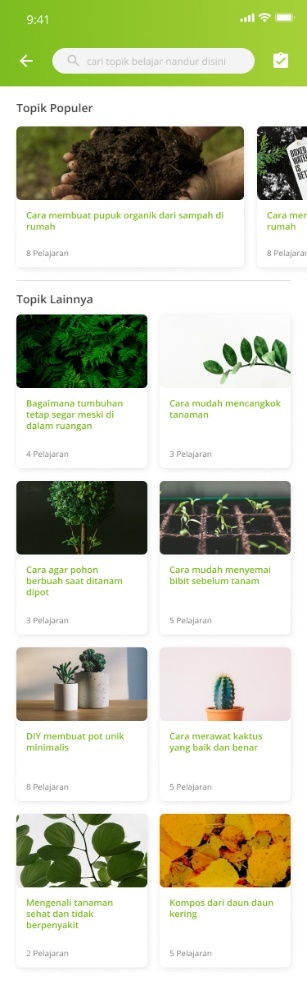 9:41
cari topik belajar nandur disini
Topik Populer
Cara membuat pupuk organik dari sampah di
rumah
8 Pelajaran
Cara mem
rumah
8 Pelajaran
Topik Lainnya
Bagaimana tumbuhan
tetap segar meski di
dalam ruangan
4 Pelajaran
Cara mudah mencangkok
tanaman
3 Pelajaran
Cara agar pohon
berbuah saat ditanam
dipot
3 Pelajaran
Cara mudah menyemai
bibit sebelum tanam
5 Pelajaran
DIY membuat pot unik
minimalis
8 Pelajaran
Cara merawat kaktus
yang baik dan benar
5 Pelajaran
Mengenali tanaman
sehat dan tidak
berpenyakit
2 Pelajaran
Kompos dari daun daun
kering
5 Pelajaran